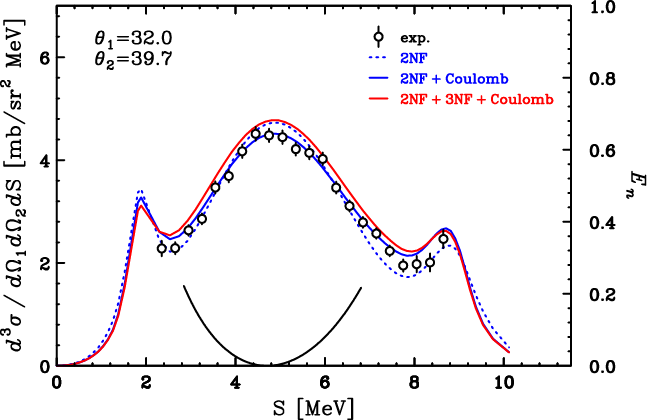 θ1=32.0
θ2=39.7
exp.
2NF
2NF + Coulomb
2NF + 3NF + Coulomb
d³σ / dΩ1dΩ2dS [mb/sr² MeV]
6
4
2
0
1.0
0.8
0.6
0.4
0.2
0.0
En
0 2 4 6 8 10
S [MeV]